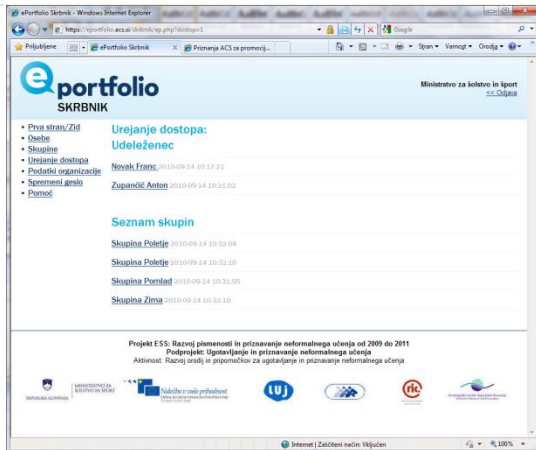 ePortfolio Skrbnik - Windows Internet Explorer
https://eportfolio.acs.si/skrbnik/ep.php?dostop=1
Google
Priljubljene
ePortfolio Skrbnik
Priznanja ACS za promocij...
Stran
Varnost
Orodja
eportfolio
SKRBNIK
Ministrstvo za šolstvo in šport
<< Odjava
Prva stran/Zid
Osebe
Skupine
Urejanje dostopa
Podatki organizacije
Spremeni geslo
Pomoč
Urejanje dostopa:
Udeleženec
Novak Franc 2010-09-14 10:17:21
Zupančič Anton 2010-09-14 10:21:02
Seznam skupin
Skupina Poletje 2010-09-14 10:32:04
Skupina Poletje 2010-09-14 10:32:10
Skupina Pomlad 2010-09-14 10:31:55
Skupina Zima 2010-09-14 10:32:19
Projekt ESS: Razvoj pismenosti in priznavanje neformalnega učenja od 2009 do 2011
Podprojekt: Ugotavljanje in priznavanje neformalnega učenja
Aktivnost: Razvoj orodij in pripomočkov za ugotavljanje in priznavanje neformalnega učenja
REPUBLIKA SLOVENIJA
MINISTRSTVO ZA ŠOLSTVO IN ŠPORT
Naložba v vašo prihodnost
LUJ
ric
Internet | Zaščiteni način: Vključen
100%